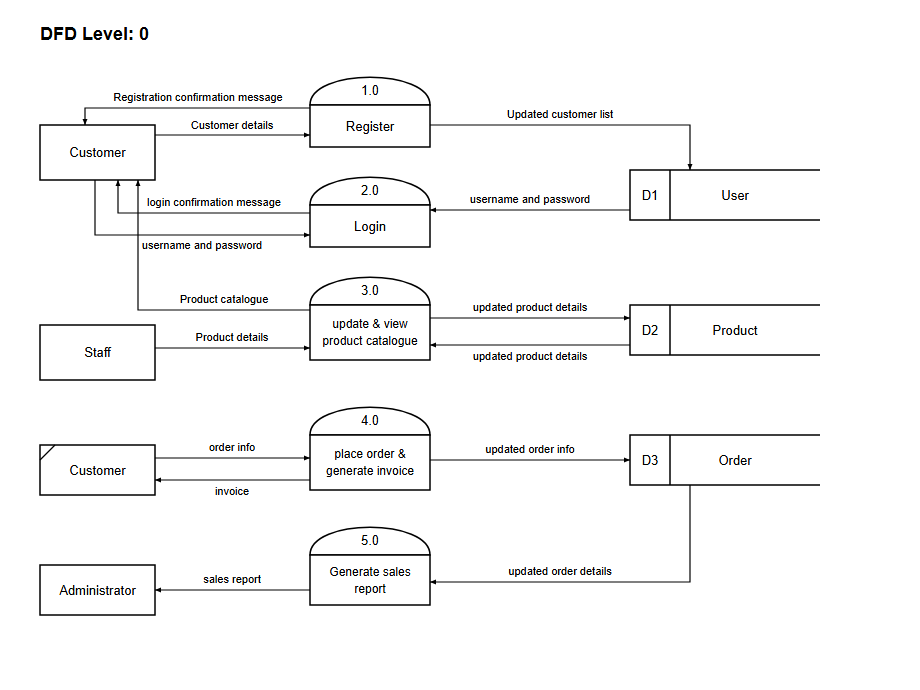 DFD Level: 0
1.0
Registration confirmation message
Updated customer list
Customer details
Register
Customer
2.0
D1
User
login confirmation message
username and password
Login
username and password
3.0
Product catalogue
updated product details
update & view
product catalogue
D2
Product
Product details
Staff
updated product details
4.0
order info
updated order info
place order &
generate invoice
D3
Order
Customer
invoice
5.0
Generate sales
report
updated order details
sales report
Administrator